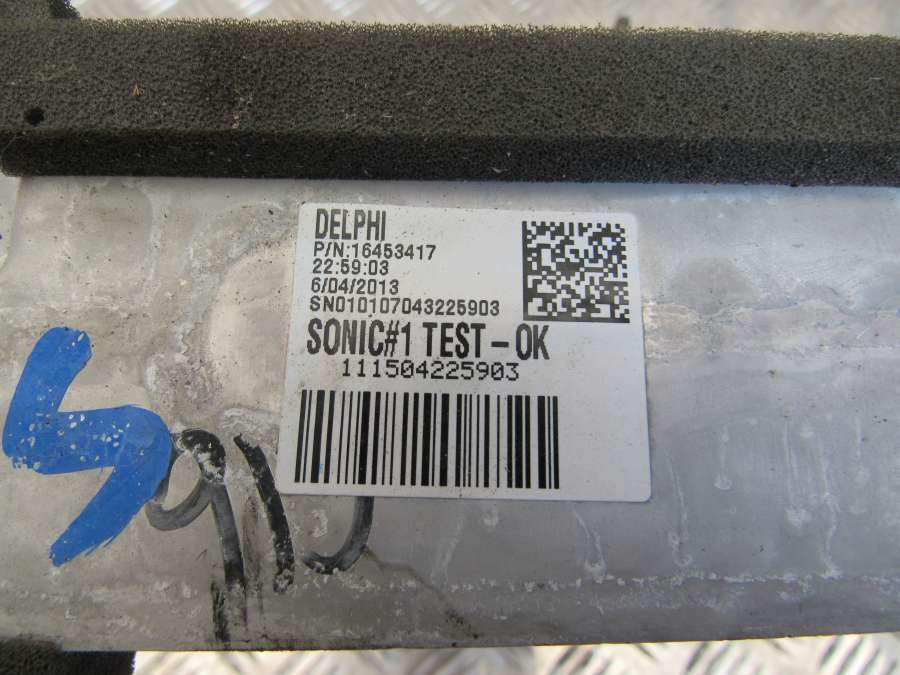 DELPHI
P/N:16453417
22:59:03
6/04/2013
SN010107043225903
SONIC#1 TEST-OK
111504225903